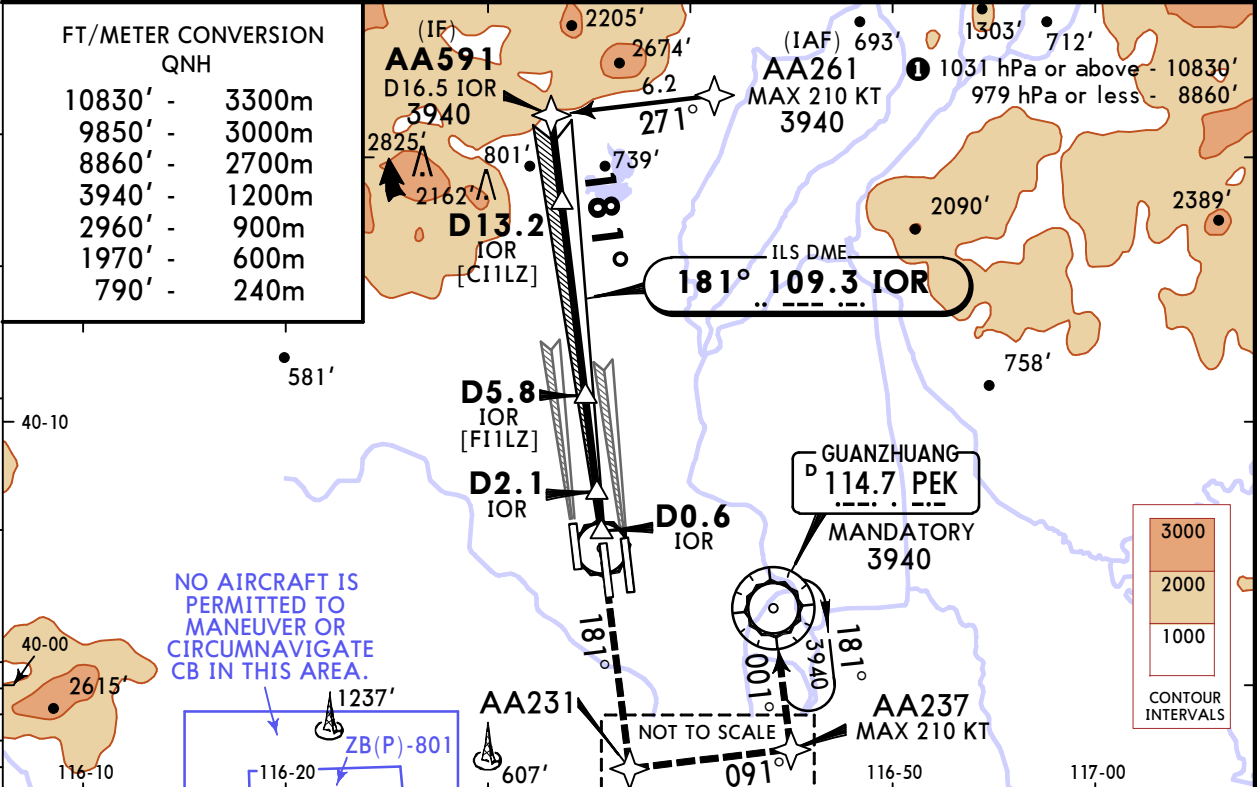 FT/METER CONVERSION
QNH
10830' - 3300m
9850' - 3000m
8860' - 2700m
3940' - 1200m
2960' - 900m
1970' - 600m
790' - 240m
(IF)
AA591
D16.5 IOR
3940
2205'
2674'
6.2
271°
(IAF)
AA261
MAX 210 KT
3940
693'
1303'
712'
1 1031 hPa or above - 10830'
979 hPa or less - 8860'
2825'
2162'
801'
739'
181°
D13.2
IOR
[CI1LZ]
2090'
2389'
ILS DME
181° 109.3 IOR
581'
758'
40-10
D5.8
IOR
[FI1LZ]
D2.1
IOR
D0.6
IOR
GUANZHUANG
D 114.7 PEK
MANDATORY
3940
3000
2000
1000
CONTOUR
INTERVALS
NO AIRCRAFT IS
PERMITTED TO
MANEUVER OR
CIRCUMNAVIGATE
CB IN THIS AREA.
40-00
2615'
1237'
ZB(P)-801
181°
001°
3940
181°
AA231
AA237
MAX 210 KT
NOT TO SCALE
091°
607'
116-10
116-20
116-50
117-00